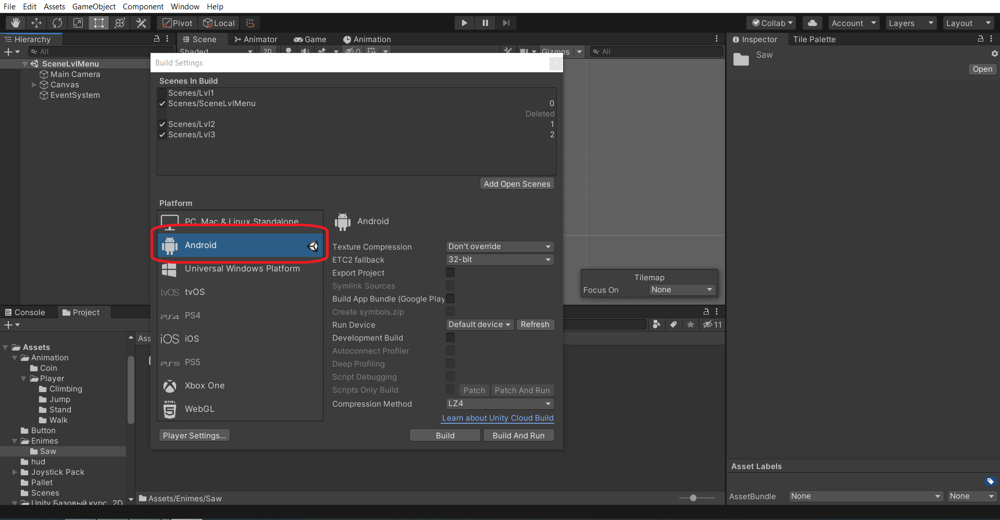 File Edit Assets GameObject Component Window Help
Pivot Local Collab Account Layers Layout
Hierarchy
All
SceneLvlMenu
Main Camera
Canvas
EventSystem
Scene Animator Game Animation
Shaded 2D 0 Gizmos All
Inspector Tile Palette
Saw
Open
Build Settings
Scenes In Build
Scenes/Lvl1
Scenes/SceneLvlMenu 0
Deleted
Scenes/Lvl2 1
Scenes/Lvl3 2
Add Open Scenes
Platform
PC, Mac & Linux Standalone
Android
Universal Windows Platform
tvOS tvOS
PS4 PS4
iOS iOS
PS5 PS5
Xbox One
HTML 5 WebGL
Player Settings...
Android
Texture Compression Don't override
ETC2 fallback 32-bit
Export Project
Symlink Sources
Build App Bundle (Google Play
Create symbols.zip
Run Device Default device Refresh
Development Build
Autoconnect Profiler
Deep Profiling
Script Debugging
Scripts Only Build Patch Patch And Run
Compression Method LZ4
Learn about Unity Cloud Build
Build Build And Run
Tilemap
Focus On None
Console Project
11
Ass
Assets
Animation
Coin
Player
Climbing
Jump
Stand
Walk
Button
Enimes
Saw
hud
Joystick Pack
Pallet
Scenes
Unity Базовый курс. 2D
Assets/Enimes/Saw
Asset Labels
AssetBundle None None